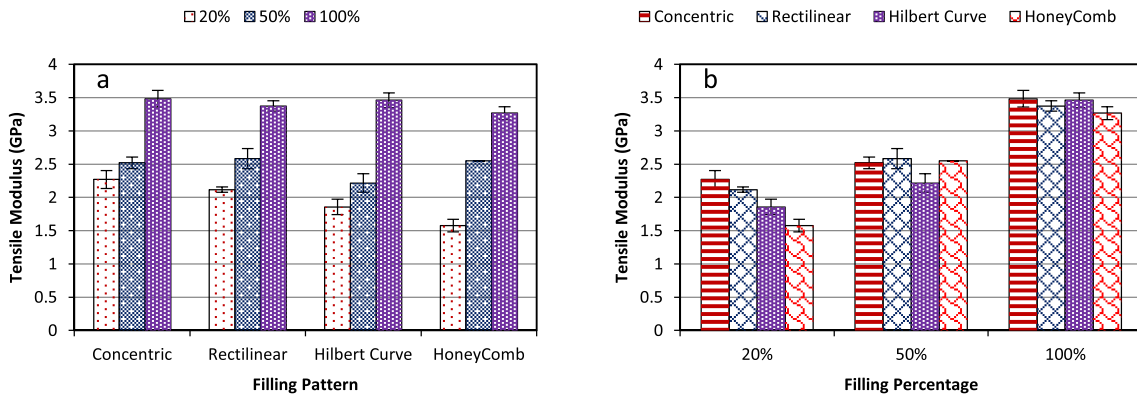 20% 50% 100%
a
Tensile Modulus (GPa)
4
3.5
3
2.5
2
1.5
1
0.5
0
Concentric Rectilinear Hilbert Curve HoneyComb
Filling Pattern
Concentric Rectilinear Hilbert Curve HoneyComb
b
Tensile Modulus (GPa)
4
3.5
3
2.5
2
1.5
1
0.5
0
20% 50% 100%
Filling Percentage